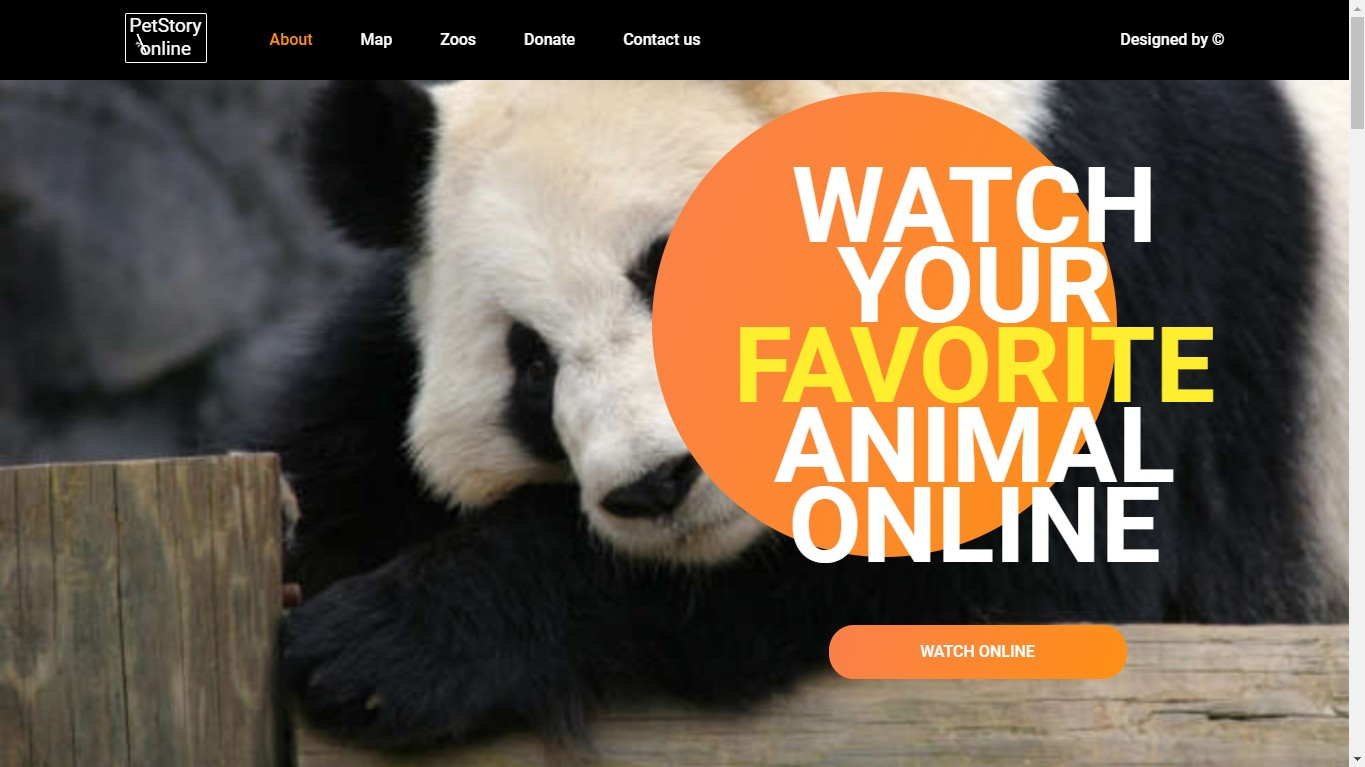 PetStory
online
About
Map
Zoos
Donate
Contact us
Designed by ©
WATCH
YOUR
FAVORITE
ANIMAL
ONLINE
WATCH ONLINE